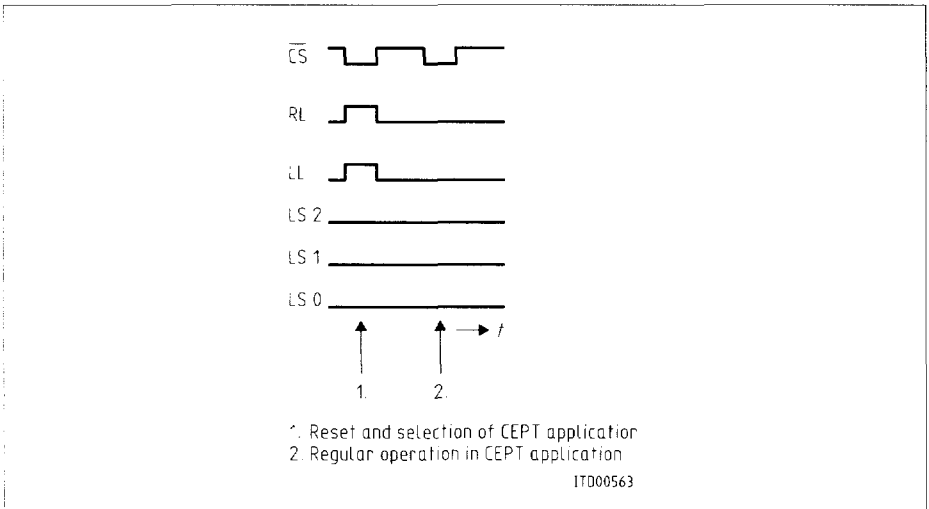 CS
RL
LL
LS 2
LS 1
LS 0
t
1.
2.
1. Reset and selection of CEPT application
2. Regular operation in CEPT application
ITD00563